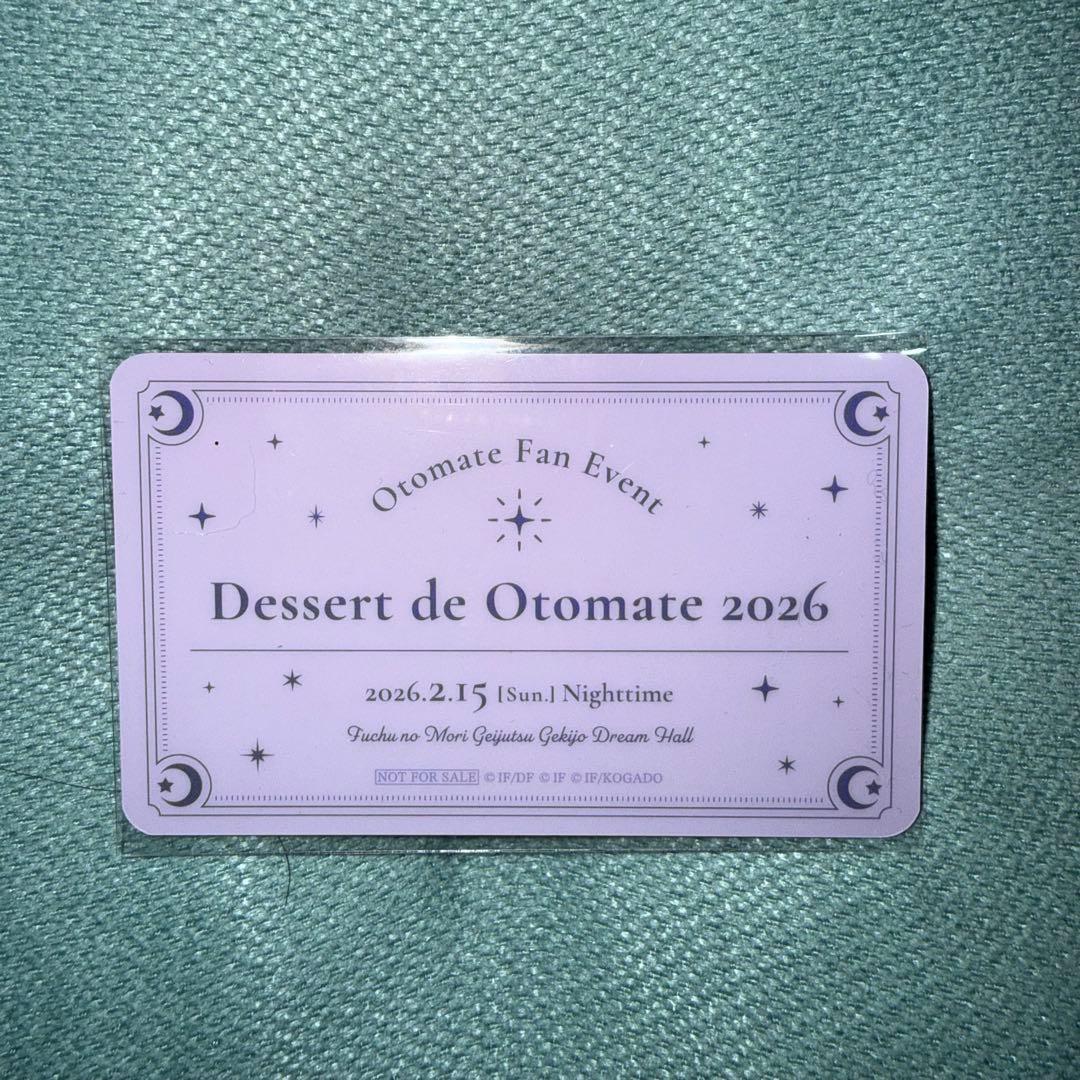 Otomate Fan Event
Dessert de Otomate 2026
2026.2.15 [Sun.] Nighttime
Fuchu no Mori Geijutsu Gekijo Dream Hall
NOT FOR SALE © IF/DF © IF © IF/KOGADO